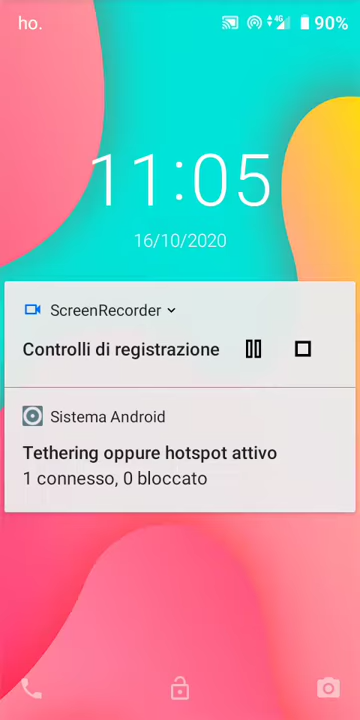 ho.
4G
90%
11:05
16/10/2020
ScreenRecorder
Controlli di registrazione
Sistema Android
Tethering oppure hotspot attivo
1 connesso, 0 bloccato